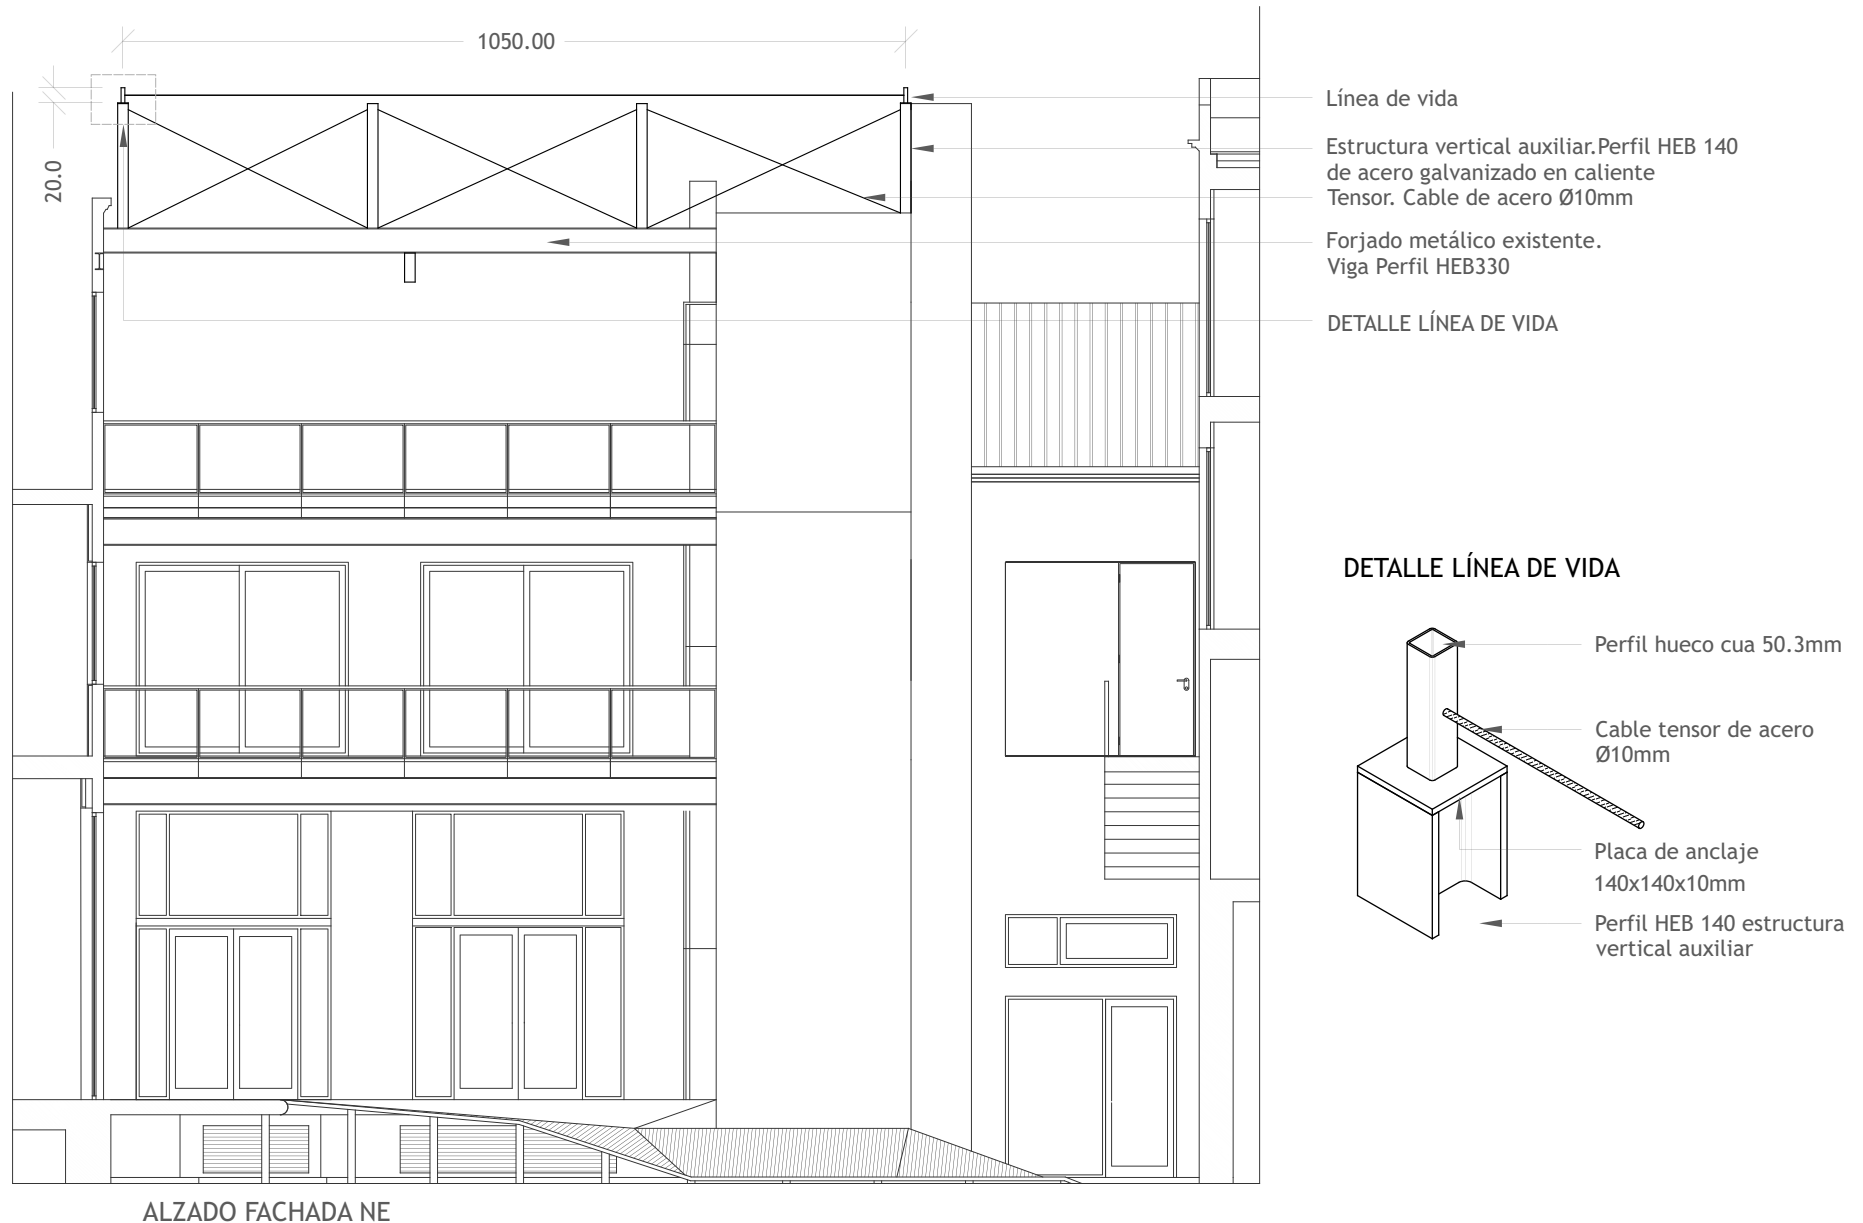 1050.00
20.0
Línea de vida
Estructura vertical auxiliar.Perfil HEB 140
de acero galvanizado en caliente
Tensor. Cable de acero Ø10mm
Forjado metálico existente.
Viga Perfil HEB330
DETALLE LÍNEA DE VIDA
DETALLE LÍNEA DE VIDA
Perfil hueco cua 50.3mm
Cable tensor de acero
Ø10mm
Placa de anclaje
140x140x10mm
Perfil HEB 140 estructura
vertical auxiliar
ALZADO FACHADA NE